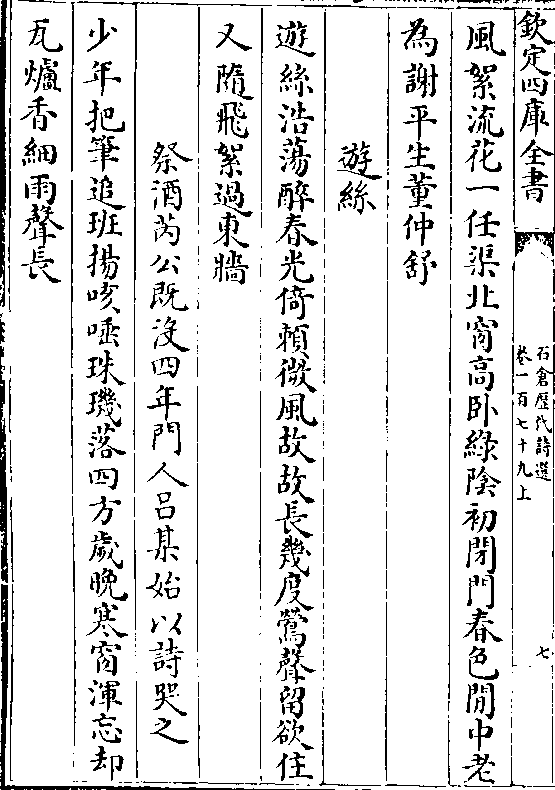 欽定四庫全書
石倉歷代詩選
卷一百七十九上
七
風絮流花一任渠北窗高臥綠陰初閉門春色閒中老
為謝平生董仲舒
遊絲
遊絲浩蕩醉春光倚賴微風故故長幾度鶯聲留欲住
又隨飛絮過東牆
祭酒芮公既沒四年門人呂某始以詩哭之
少年把筆追班揚咳唾珠璣落四方歲晚寒窗渾忘却
瓦爐香細雨聲長